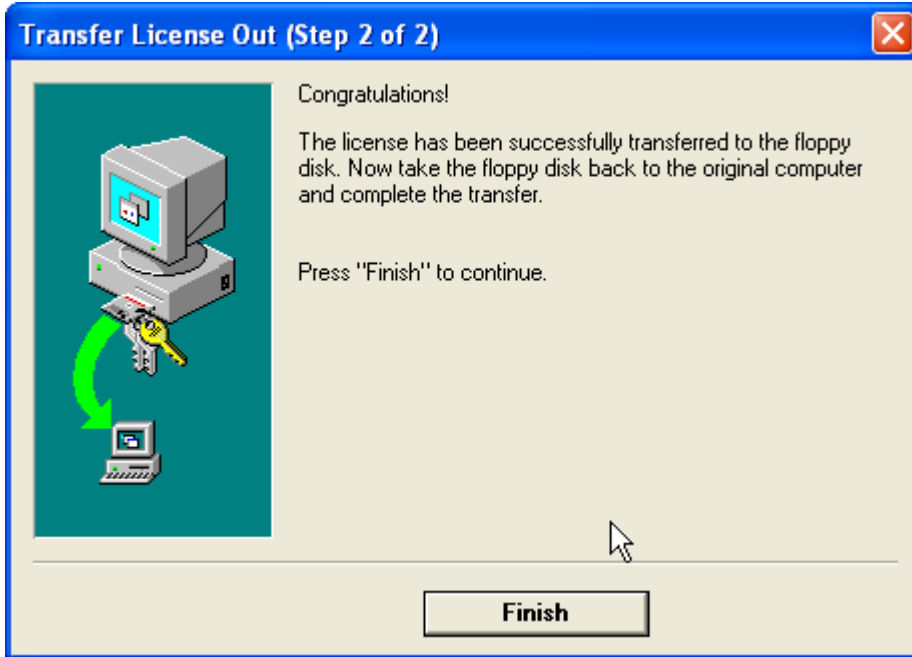 Transfer License Out (Step 2 of 2)
Congratulations!
The license has been successfully transferred to the floppy
disk. Now take the floppy disk back to the original computer
and complete the transfer.
Press "Finish" to continue.
Finish